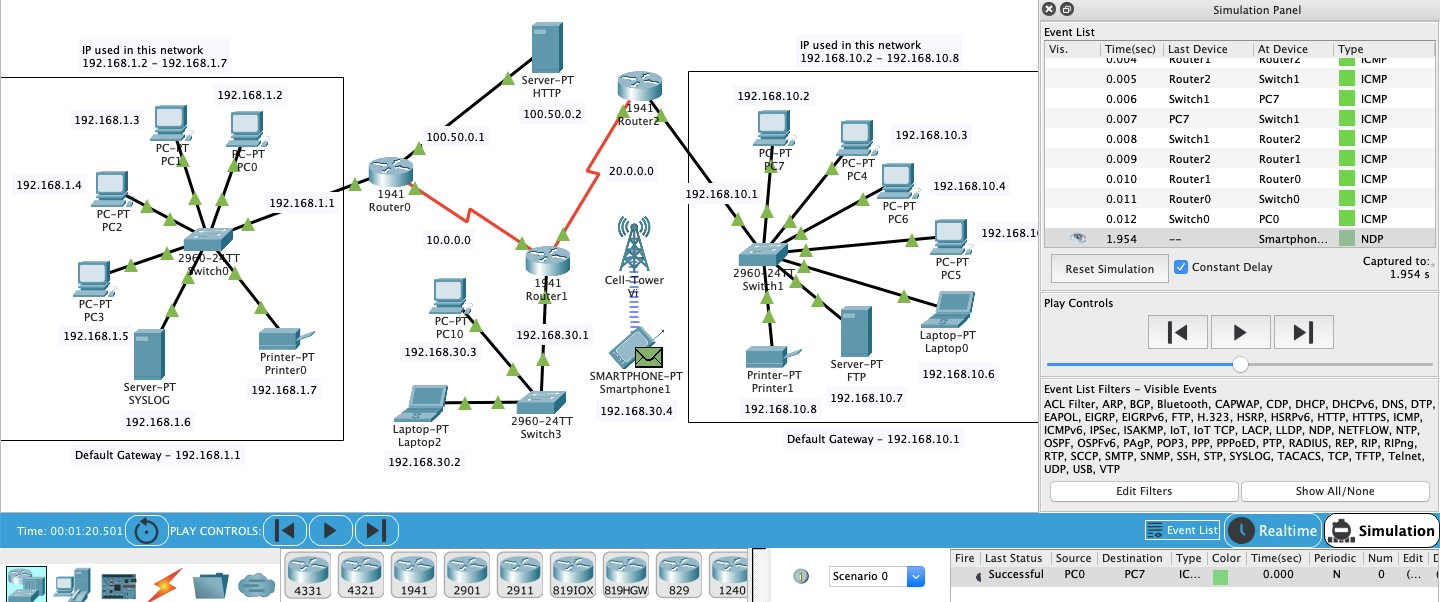 IP used in this network
192.168.1.2 - 192.168.1.7
192.168.1.2
192.168.1.3
PC-PT
PC1
PC-PT
PC0
192.168.1.4
PC-PT
PC2
192.168.1.1
2960-24TT
Switch0
PC-PT
PC3
192.168.1.5
Server-PT
SYSLOG
192.168.1.6
Printer-PT
Printer0
192.168.1.7
Default Gateway - 192.168.1.1
Server-PT
HTTP
100.50.0.2
100.50.0.1
1941
Router0
10.0.0.0
1941
Router2
20.0.0.0
1941
Router1
Cell-Tower
PC-PT
PC10
192.168.30.3
192.168.30.1
SMARTPHONE-PT
Smartphone1
192.168.30.4
2960-24TT
Switch3
Laptop-PT
Laptop2
192.168.30.2
IP used in this network
192.168.10.2 - 192.168.10.8
192.168.10.2
PC-PT
PC7
192.168.10.3
PC-PT
PC4
192.168.10.4
PC-PT
PC6
192.168.10.1
PC-PT
PC5
2960-24TT
Switch1
Laptop-PT
Laptop0
192.168.10.6
Server-PT
FTP
192.168.10.7
Printer-PT
Printer1
192.168.10.8
Default Gateway - 192.168.10.1
Simulation Panel
Event List
Vis. Time(sec) Last Device At Device Type
0.004 Router1 Router2 ICMP
0.005 Router2 Switch1 ICMP
0.006 Switch1 PC7 ICMP
0.007 PC7 Switch1 ICMP
0.008 Switch1 Router2 ICMP
0.009 Router2 Router1 ICMP
0.010 Router1 Router0 ICMP
0.011 Router0 Switch0 ICMP
0.012 Switch0 PC0 ICMP
1.954 -- Smartphon... NDP
Reset Simulation Constant Delay Captured to:
1.954 s
Play Controls
Event List Filters - Visible Events
ACL Filter, ARP, BGP, Bluetooth, CAPWAP, CDP, DHCP, DHCPv6, DNS, DTP,
EAPOL, EIGRP, EIGRPv6, FTP, H.323, HSRP, HSRPv6, HTTP, HTTPS, ICMP,
ICMPv6, IPSec, ISAKMP, IoT, IoT TCP, LACP, LLDP, NDP, NETFLOW, NTP,
OSPF, OSPFv6, PAgP, POP3, PPP, PPPoED, PTP, RADIUS, REP, RIP, RIPng,
RTP, SCCP, SMTP, SNMP, SSH, STP, SYSLOG, TACACS, TCP, TFTP, Telnet,
UDP, USB, VTP
Edit Filters Show All/None
Time: 00:01:20.501 PLAY CONTROLS: Event List Realtime Simulation
4331 4321 1941 2901 2911 819IOX 819HGW 829 1240
Scenario 0
Fire Last Status Source Destination Type Color Time(sec) Periodic Num Edit
Successful PC0 PC7 IC... 0.000 N 0 (...